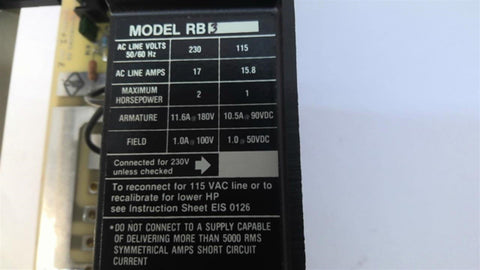 MODEL RB13
AC LINE VOLTS 50/60 Hz 230 115
AC LINE AMPS 17 15.8
MAXIMUM HORSEPOWER 2 1
ARMATURE 11.6A@180V 10.5A@90VDC
FIELD 1.0A@100V 1.0@50VDC
Connected for 230V
unless checked
To reconnect for 115 VAC line or to
recalibrate for lower HP
see Instruction Sheet EIS 0126
*DO NOT CONNECT TO A SUPPLY CAPABLE
OF DELIVERING MORE THAN 5000 RMS
SYMMETRICAL AMPS SHORT CIRCUIT
CURRENT